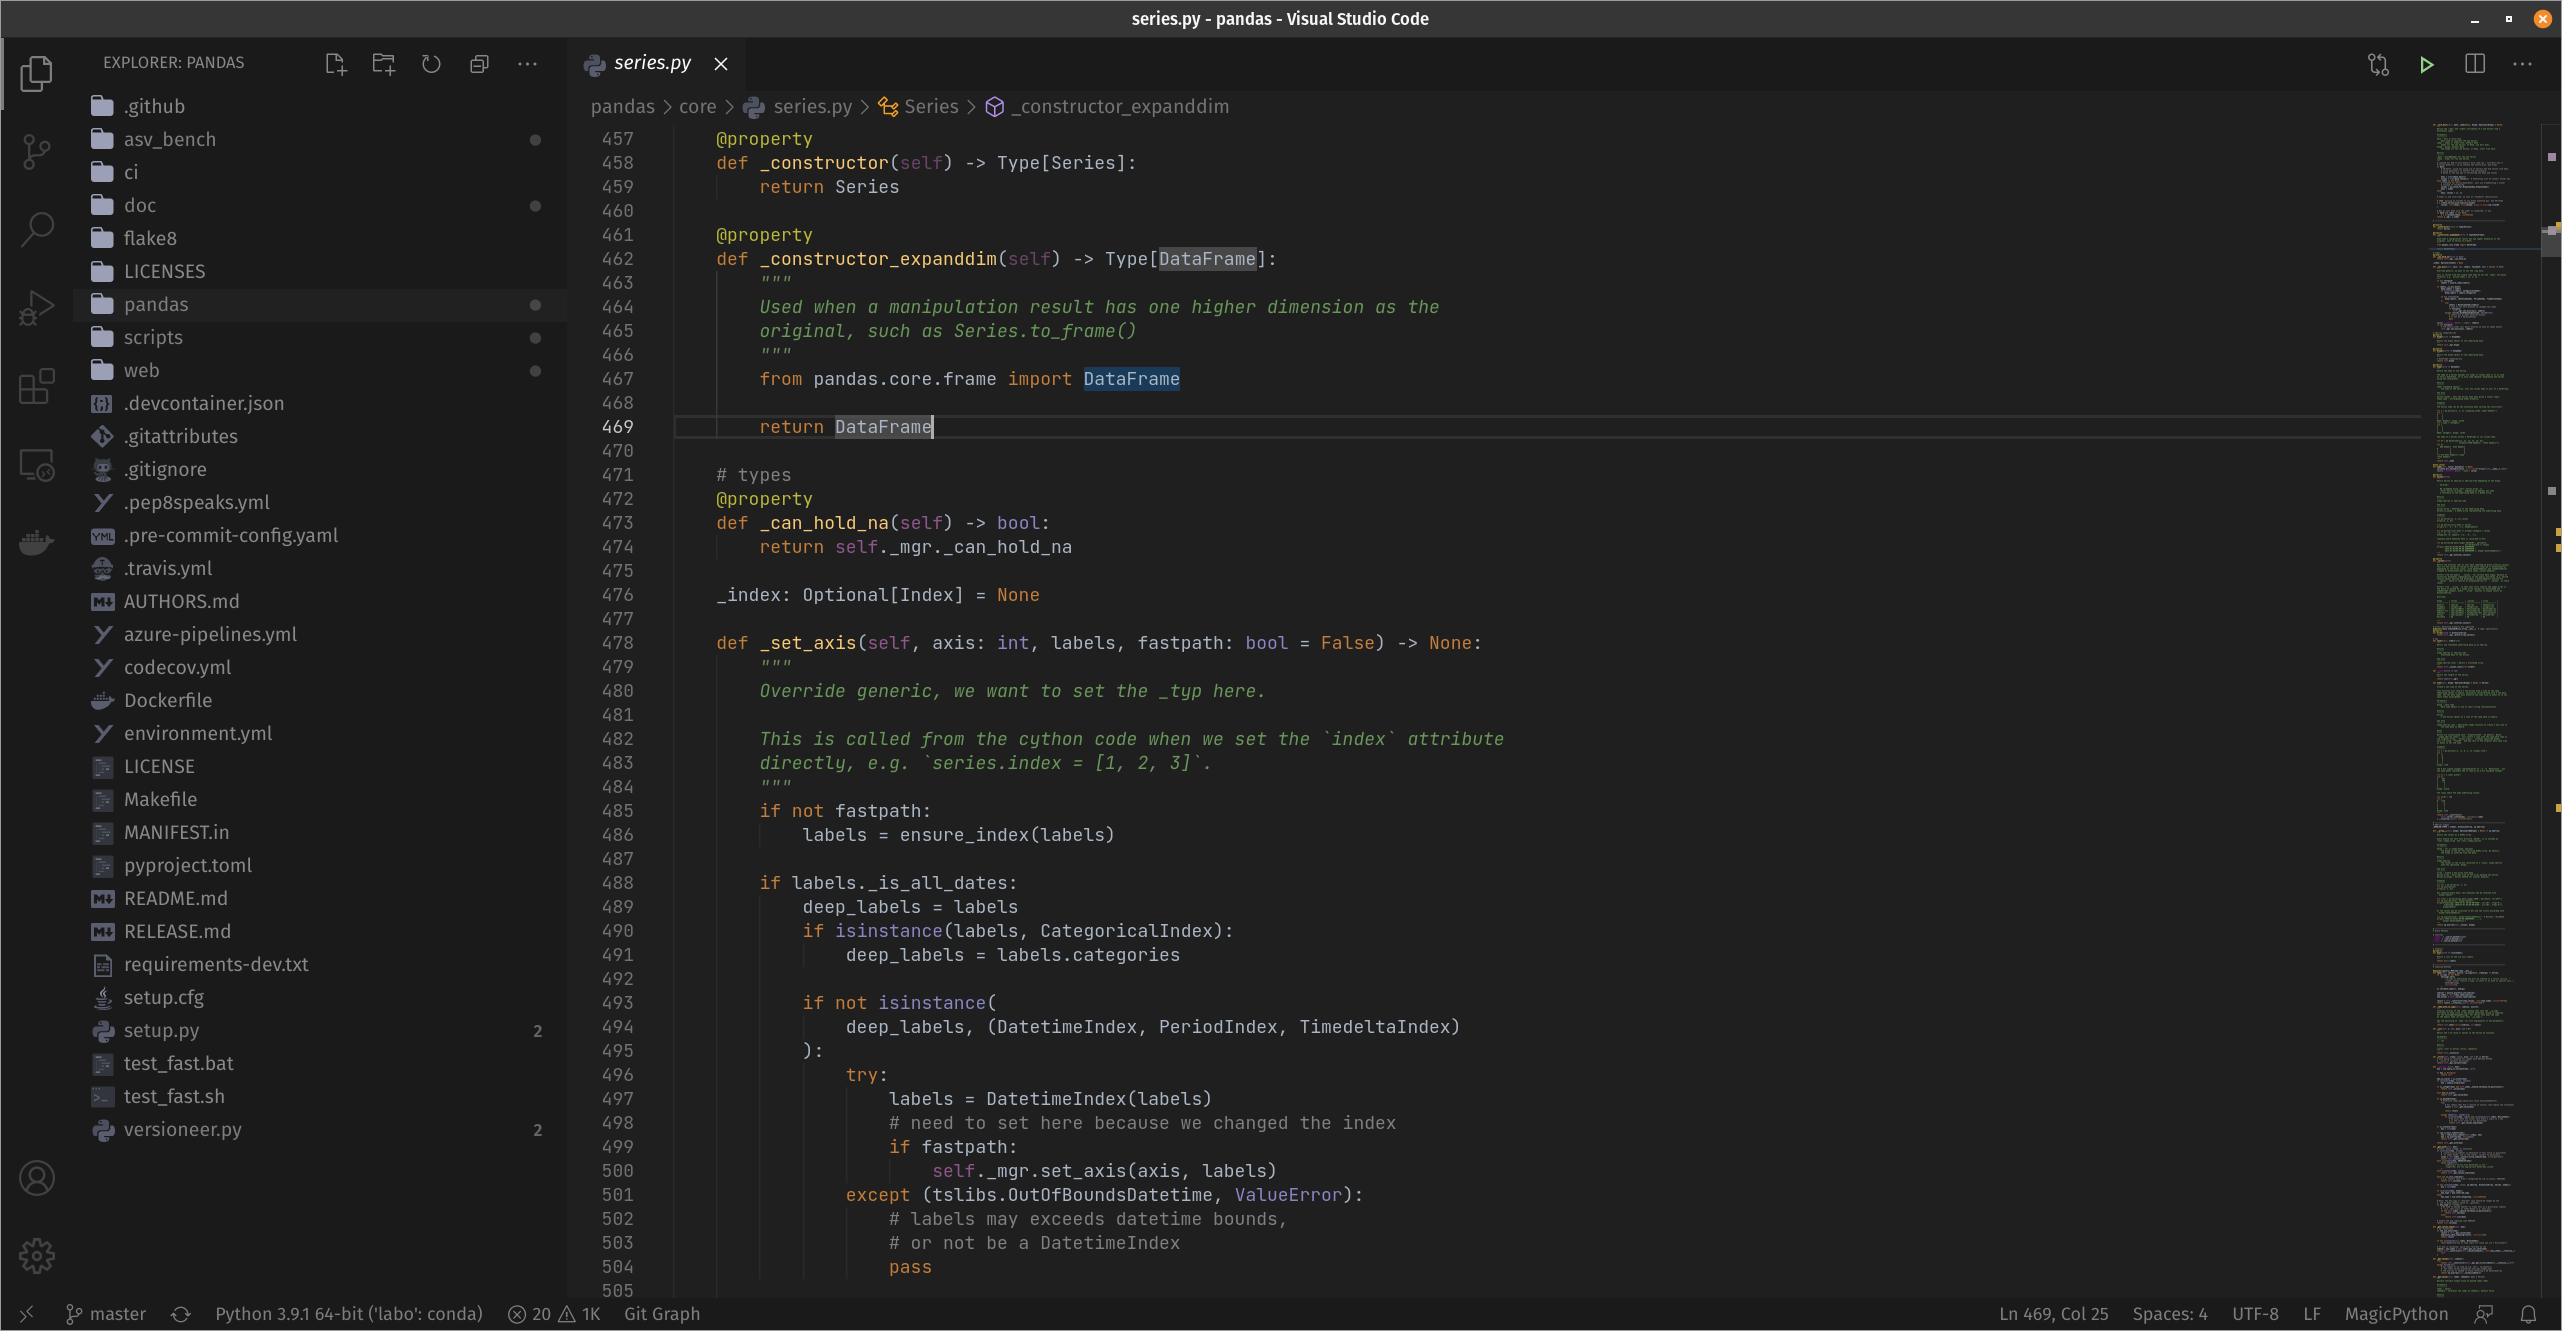 series.py - pandas - Visual Studio Code
EXPLORER: PANDAS
.github
asv_bench
ci
doc
flake8
LICENSES
pandas
scripts
web
.devcontainer.json
.gitattributes
.gitignore
.pep8speaks.yml
.pre-commit-config.yaml
.travis.yml
AUTHORS.md
azure-pipelines.yml
codecov.yml
Dockerfile
environment.yml
LICENSE
Makefile
MANIFEST.in
pyproject.toml
README.md
RELEASE.md
requirements-dev.txt
setup.cfg
setup.py 2
test_fast.bat
test_fast.sh
versioneer.py 2
series.py
pandas > core > series.py > Series > _constructor_expanddim
457 @property
458 def _constructor(self) -> Type[Series]:
459 return Series
460
461 @property
462 def _constructor_expanddim(self) -> Type[DataFrame]:
463 """
464 Used when a manipulation result has one higher dimension as the
465 original, such as Series.to_frame()
466 """
467 from pandas.core.frame import DataFrame
468
469 return DataFrame
470
471 # types
472 @property
473 def _can_hold_na(self) -> bool:
474 return self._mgr._can_hold_na
475
476 _index: Optional[Index] = None
477
478 def _set_axis(self, axis: int, labels, fastpath: bool = False) -> None:
479 """
480 Override generic, we want to set the _typ here.
481
482 This is called from the cython code when we set the `index` attribute
483 directly, e.g. `series.index = [1, 2, 3]`.
484 """
485 if not fastpath:
486 labels = ensure_index(labels)
487
488 if labels._is_all_dates:
489 deep_labels = labels
490 if isinstance(labels, CategoricalIndex):
491 deep_labels = labels.categories
492
493 if not isinstance(
494 deep_labels, (DatetimeIndex, PeriodIndex, TimedeltaIndex)
495 ):
496 try:
497 labels = DatetimeIndex(labels)
498 # need to set here because we changed the index
499 if fastpath:
500 self._mgr.set_axis(axis, labels)
501 except (tslibs.OutOfBoundsDatetime, ValueError):
502 # labels may exceeds datetime bounds,
503 # or not be a DatetimeIndex
504 pass
505
master Python 3.9.1 64-bit ('labo': conda) 20 1K Git Graph Ln 469, Col 25 Spaces: 4 UTF-8 LF MagicPython